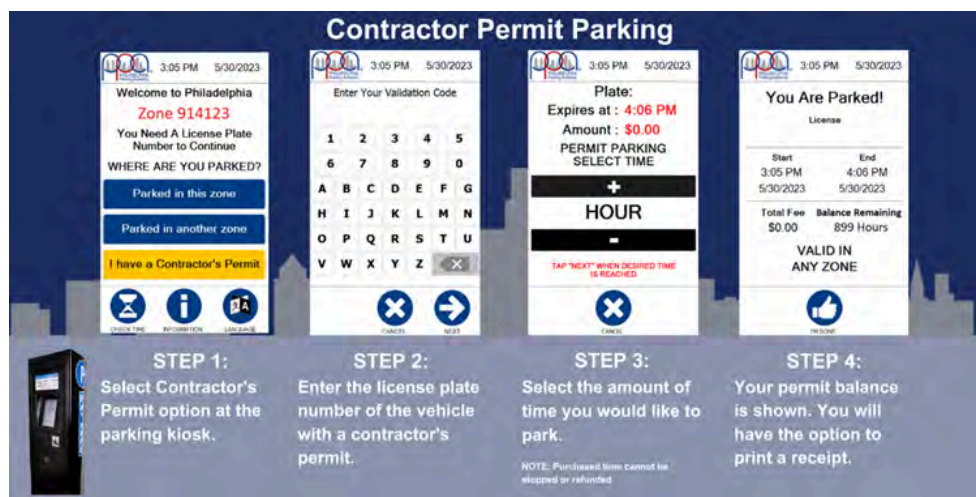 Contractor Permit Parking
3:05 PM 5/30/2023
Welcome to Philadelphia
Zone 914123
You Need A License Plate
Number to Continue
WHERE ARE YOU PARKED?
Parked in this zone
Parked in another zone
I have a Contractor's Permit
CHECK TIME INFORMATION LANGUAGE
3:05 PM 5/30/2023
Enter Your Validation Code
1 2 3 4 5
6 7 8 9 0
A B C D E F G
H I J K L M N
O P Q R S T U
V W X Y Z
CANCEL NEXT
3:05 PM 5/30/2023
Plate:
Expires at : 4:06 PM
Amount : $0.00
PERMIT PARKING
SELECT TIME
+
HOUR
-
TAP "NEXT" WHEN DESIRED TIME
IS REACHED
CANCEL
3:05 PM 5/30/2023
You Are Parked!
License
Start End
3:05 PM 4:06 PM
5/30/2023 5/30/2023
Total Fee Balance Remaining
$0.00 899 Hours
VALID IN
ANY ZONE
I'M DONE
STEP 1:
Select Contractor's
Permit option at the
parking kiosk.
STEP 2:
Enter the license plate
number of the vehicle
with a contractor's
permit.
STEP 3:
Select the amount of
time you would like to
park.
NOTE: Purchased time cannot be
stopped or refunded
STEP 4:
Your permit balance
is shown. You will
have the option to
print a receipt.